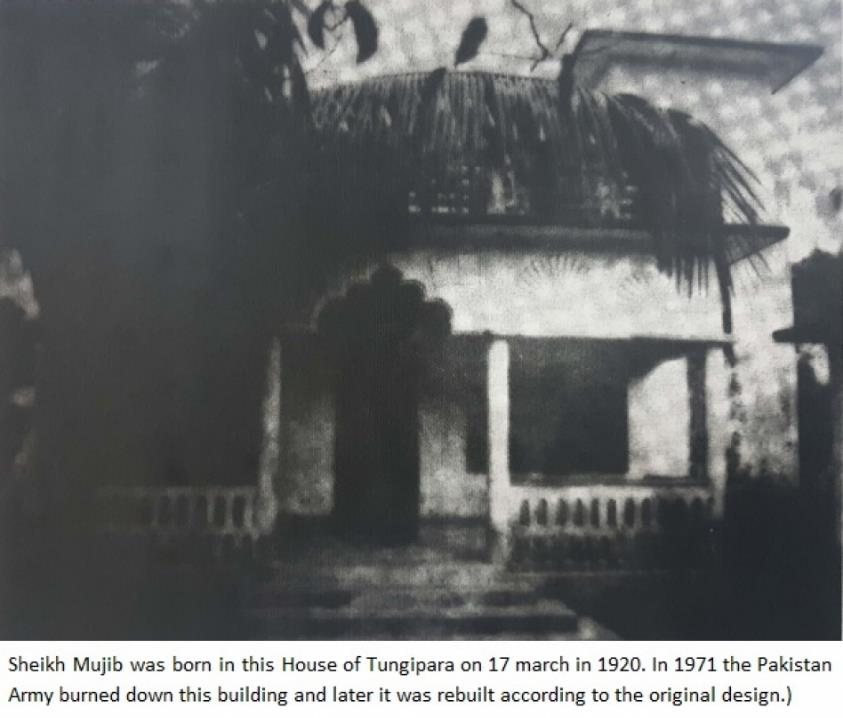 Sheikh Mujib was born in this House of Tungipara on 17 march in 1920. In 1971 the Pakistan
Army burned down this building and later it was rebuilt according to the original design.)